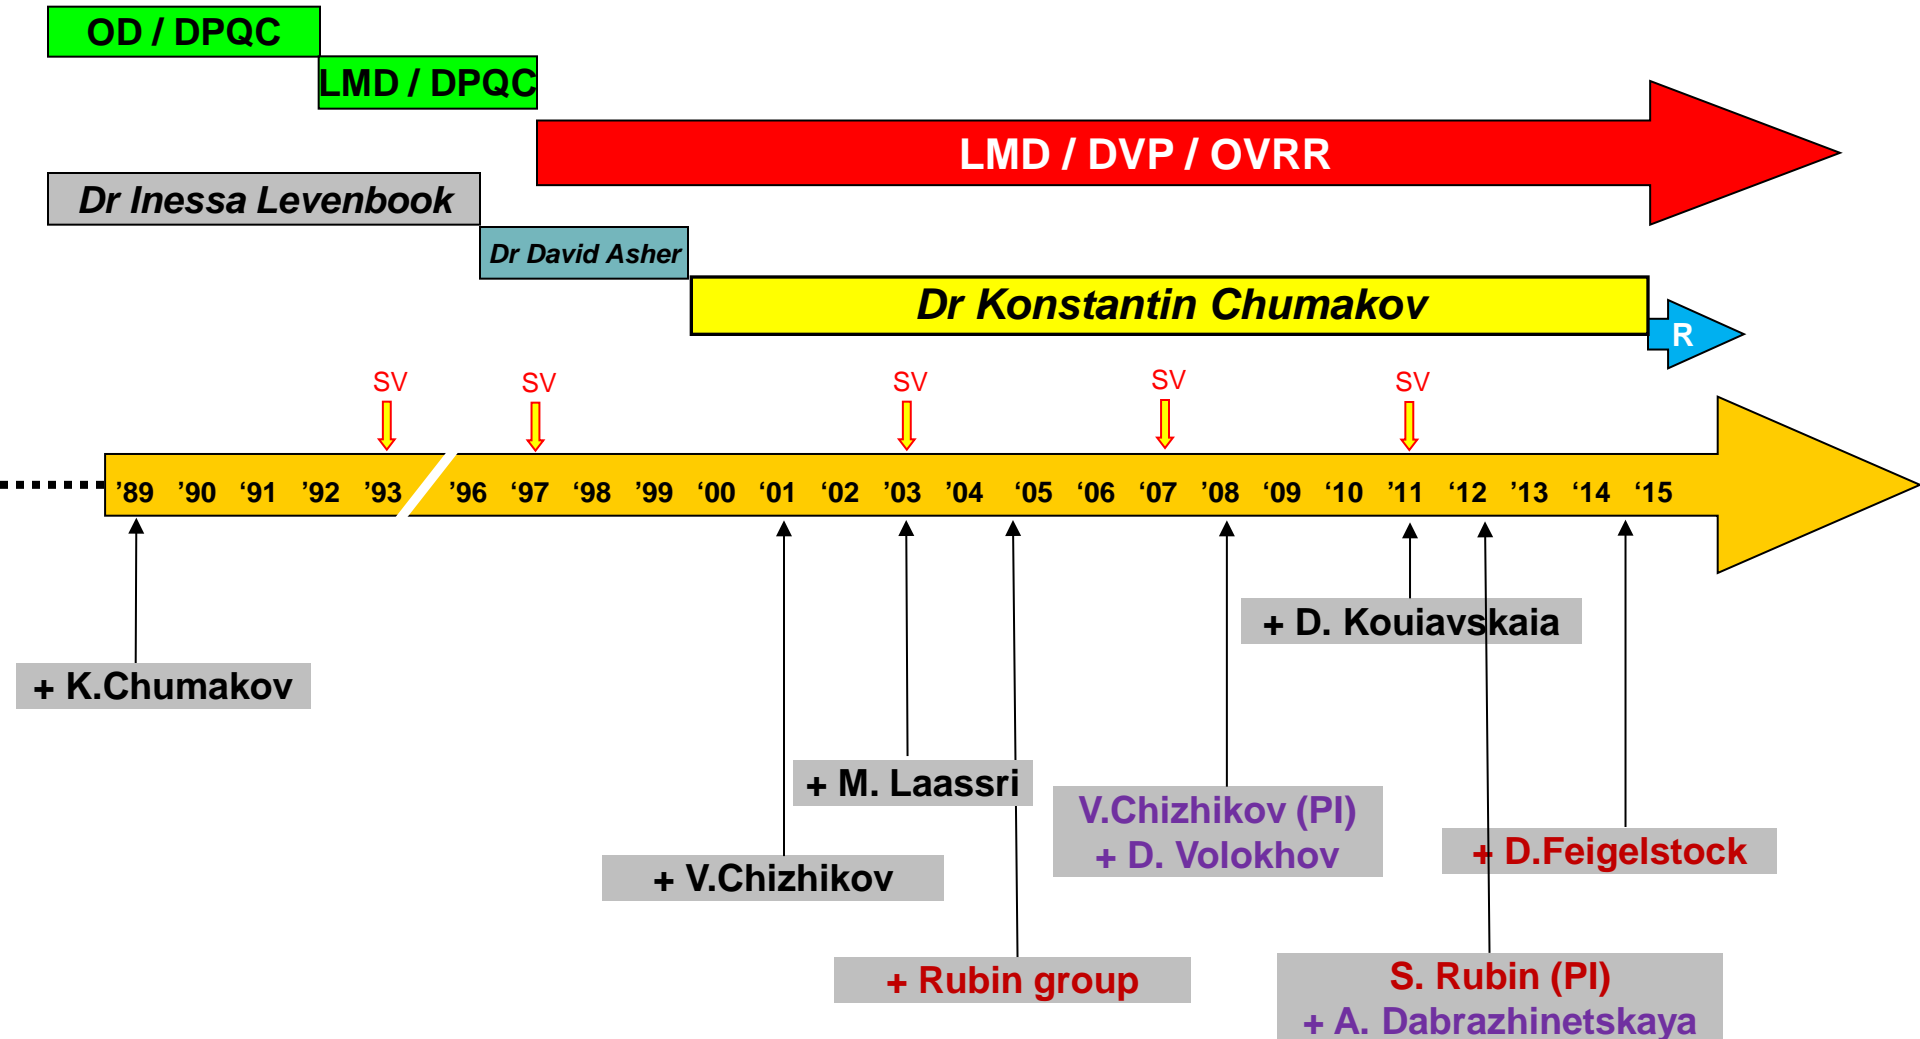 OD / DPQC
LMD / DPQC
LMD / DVP / OVRR
Dr Inessa Levenbook
Dr David Asher
Dr Konstantin Chumakov
R
SV SV SV SV SV
’89 ’90 ‘91 ’92 ’93 ’96 ‘97 ’98 ’99 ‘00 ‘01 ‘02 ’03 ’04 ‘05 ‘06 ‘07 ‘08 ‘09 ‘10 ’11 ‘12 ’13 ‘14 ‘15
+ D. Kouiavskaia
+ K.Chumakov
+ M. Laassri
V.Chizhikov (PI)
+ D. Volokhov
+ D.Feigelstock
+ V.Chizhikov
+ Rubin group
S. Rubin (PI)
+ A. Dabrazhinetskaya